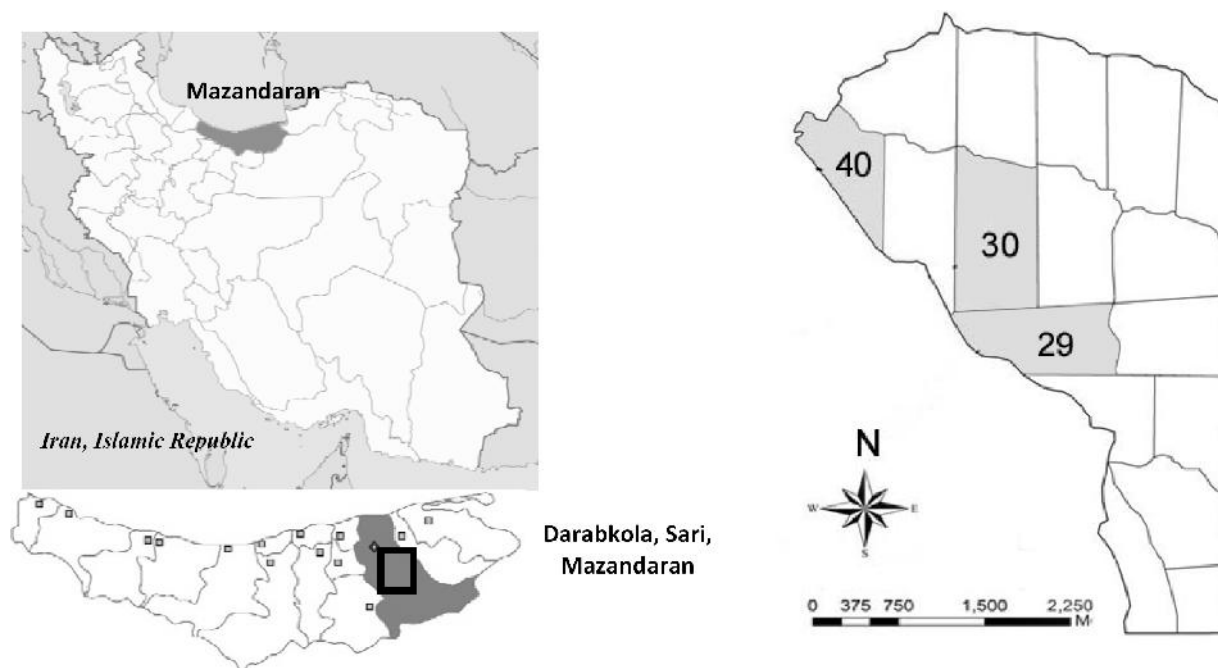 Mazandaran
Iran, Islamic Republic
Darabkola, Sari,
Mazandaran
40
30
29
N
W E
S
0 375 750 1,500 2,250
M